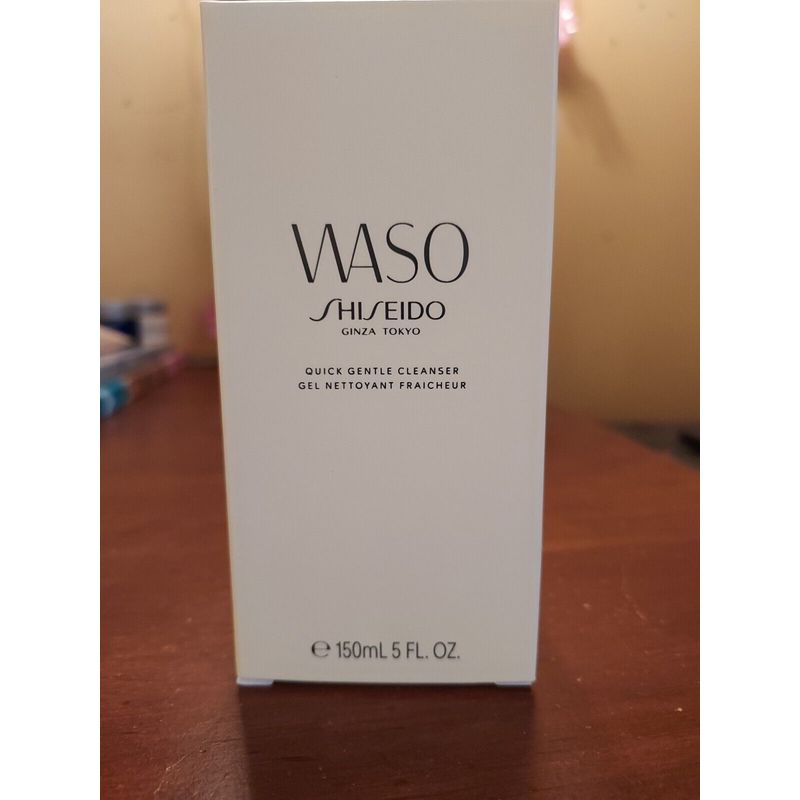 WASO
SHISEIDO
GINZA TOKYO
QUICK GENTLE CLEANSER
GEL NETTOYANT FRAICHEUR
℮ 150mL 5 FL. OZ.